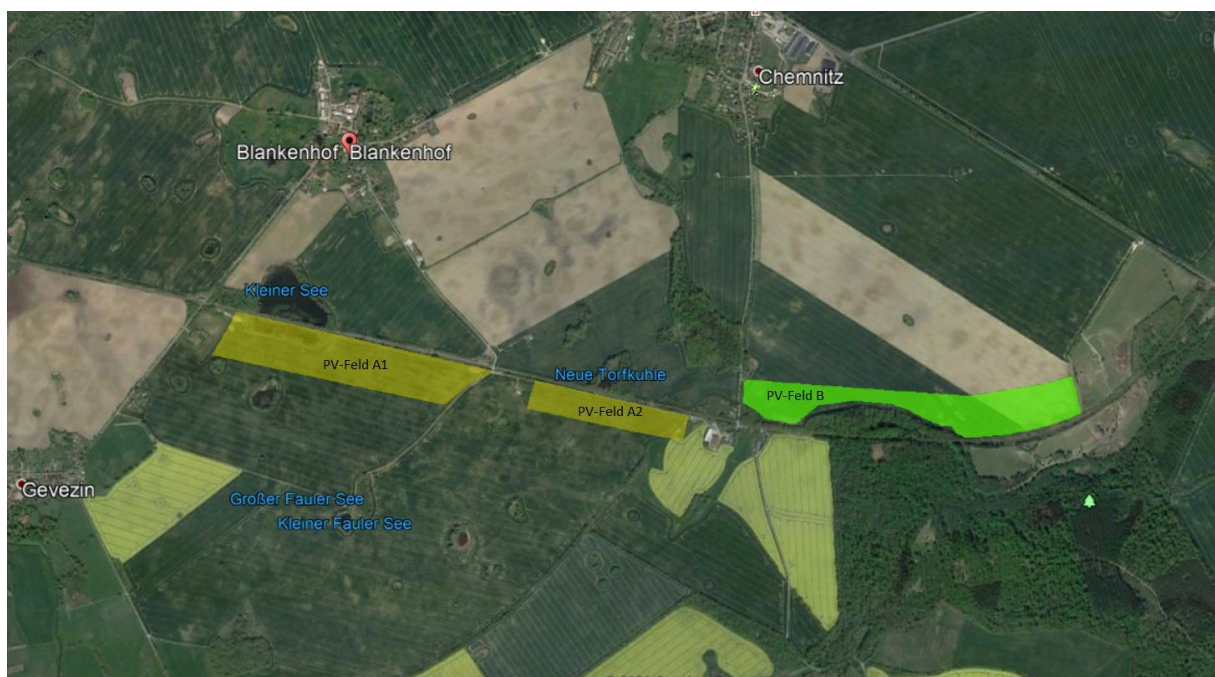 Chemnitz
Blankenhof Blankenhof
Kleiner See
PV-Feld A1
Neue Torfkuhle
PV-Feld B
PV-Feld A2
Gevezin
Großer Fauler See
Kleiner Fauler See